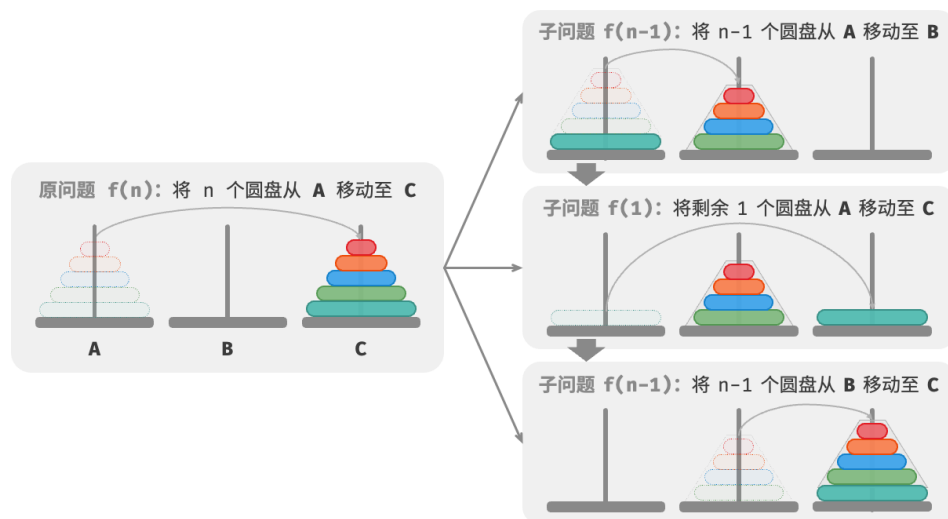 原问题 f(n): 将 n 个圆盘从 A 移动至 C
A
B
C
子问题 f(n-1): 将 n-1 个圆盘从 A 移动至 B
子问题 f(1): 将剩余 1 个圆盘从 A 移动至 C
子问题 f(n-1): 将 n-1 个圆盘从 B 移动至 C